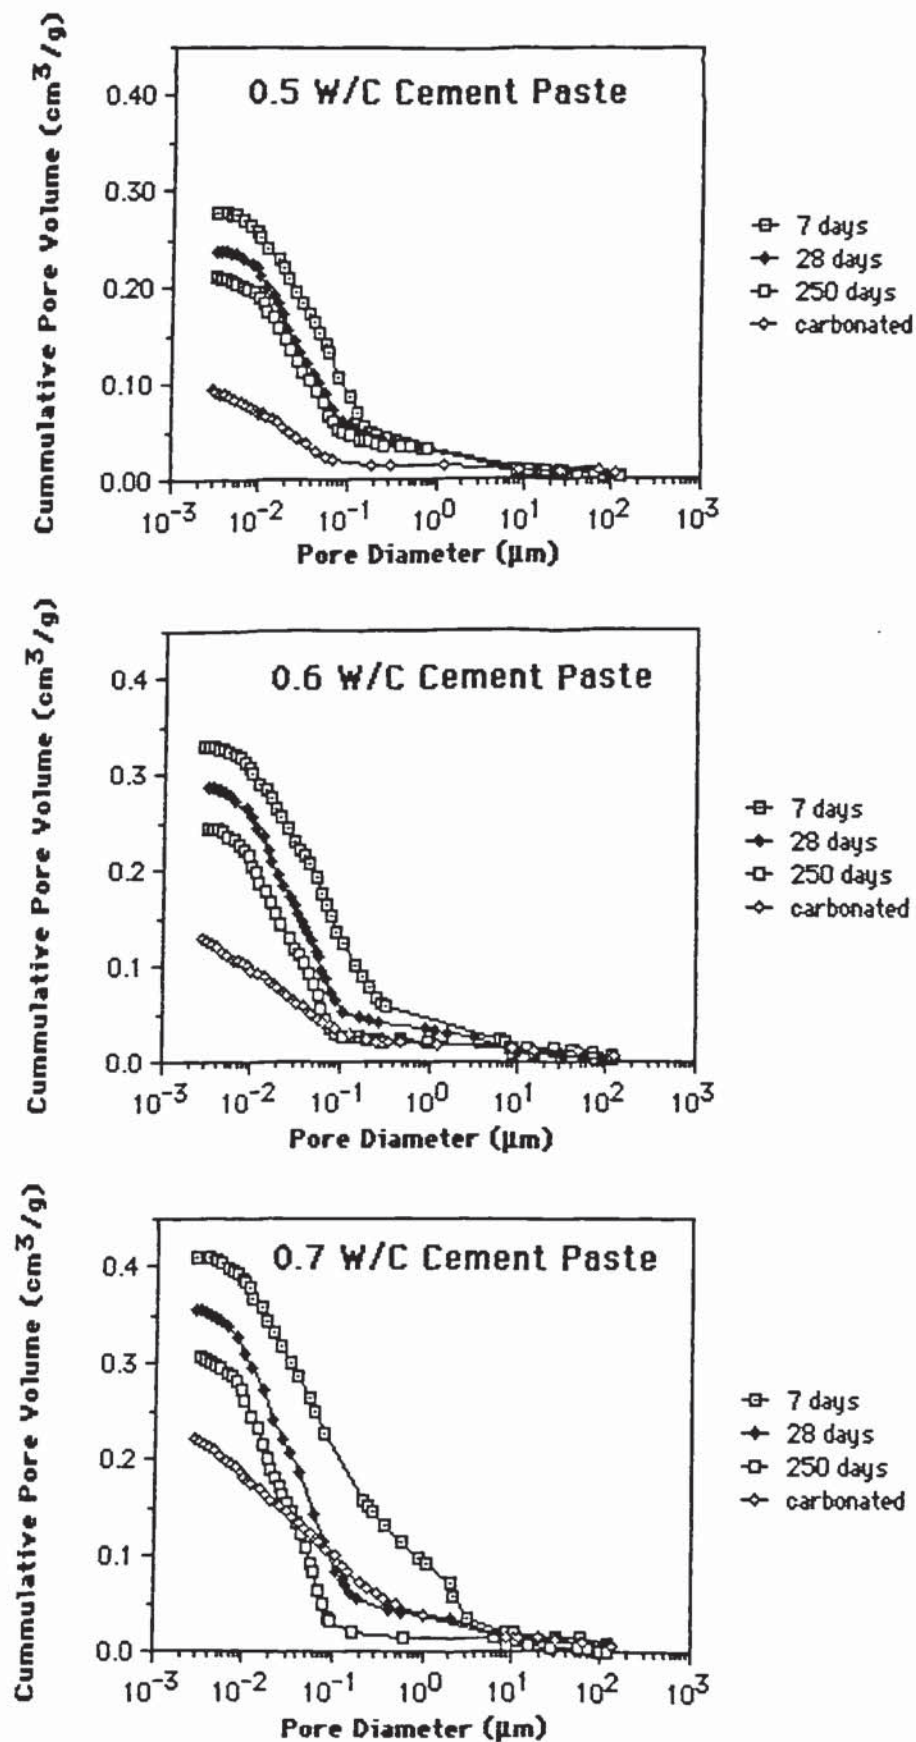 0.5 W/C Cement Paste
Cummulative Pore Volume (cm³/g)
0.40
0.30
0.20
0.10
0.00
10⁻³ 10⁻² 10⁻¹ 10⁰ 10¹ 10² 10³
Pore Diameter (µm)
7 days
28 days
250 days
carbonated
0.6 W/C Cement Paste
Cummulative Pore Volume (cm³/g)
0.4
0.3
0.2
0.1
0.0
10⁻³ 10⁻² 10⁻¹ 10⁰ 10¹ 10² 10³
Pore Diameter (µm)
7 days
28 days
250 days
carbonated
0.7 W/C Cement Paste
Cummulative Pore Volume (cm³/g)
0.4
0.3
0.2
0.1
0.0
10⁻³ 10⁻² 10⁻¹ 10⁰ 10¹ 10² 10³
Pore Diameter (µm)
7 days
28 days
250 days
carbonated